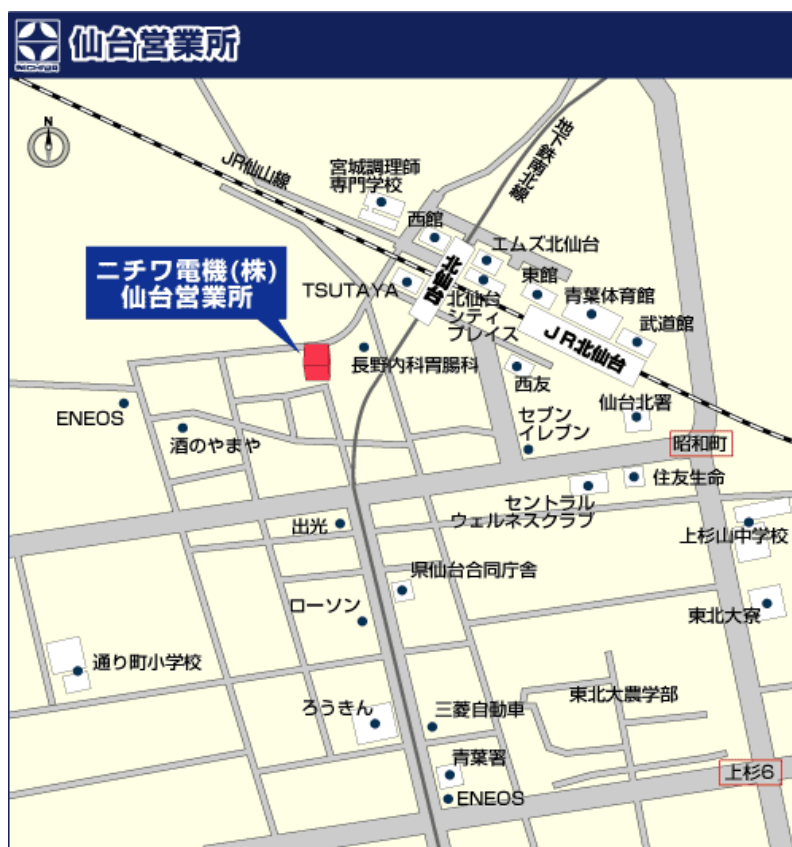 NICHIWA
仙台営業所
N
JR仙山線
地下鉄南北線
宮城調理師
専門学校
西館
エムズ北仙台
北仙台
東館
ニチワ電機(株)
仙台営業所
TSUTAYA
北仙台
シティ
プレイス
青葉体育館
武道館
JR北仙台
長野内科胃腸科
西友
ENEOS
酒のやまや
仙台北署
セブン
イレブン
昭和町
住友生命
セントラル
ウェルネスクラブ
出光
上杉山中学校
県仙台合同庁舎
ローソン
東北大寮
通り町小学校
東北大農学部
ろうきん
三菱自動車
青葉署
上杉6
ENEOS